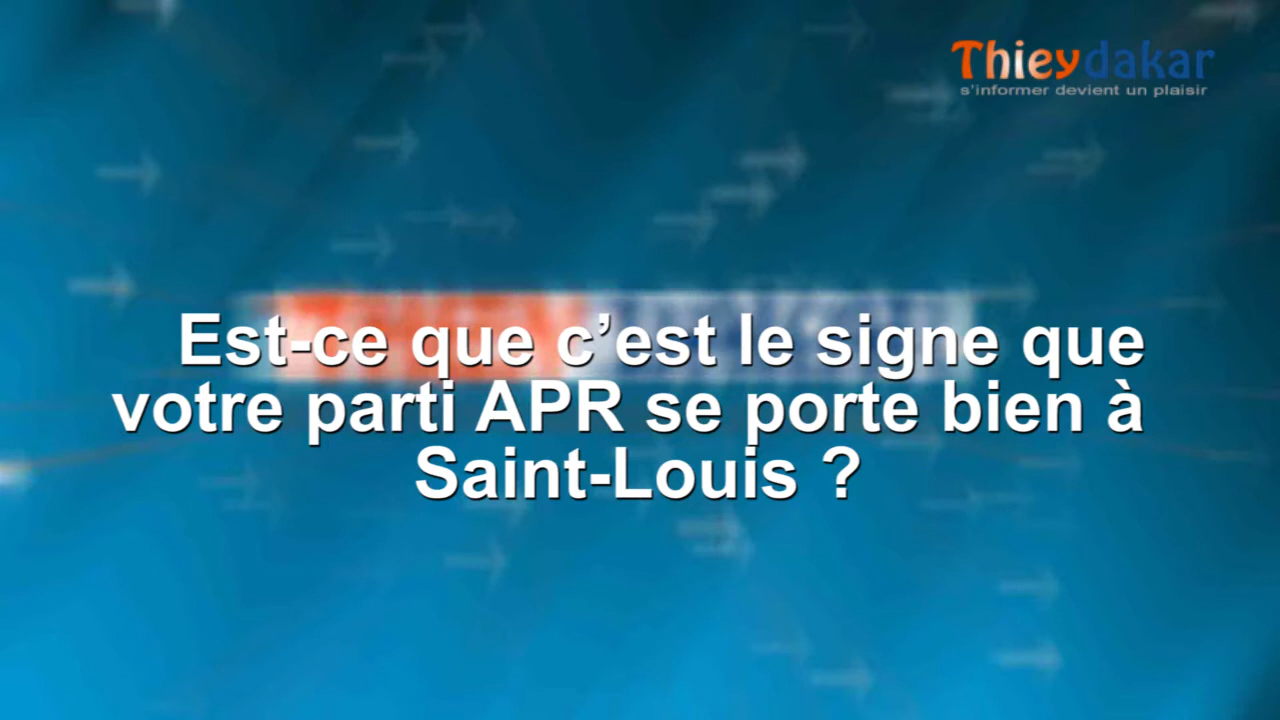 Thieydakar
s'informer devient un plaisir
Est-ce que c’est le signe que
votre parti APR se porte bien à
Saint-Louis ?